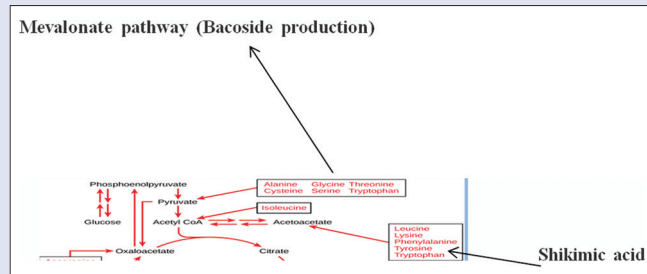 Mevalonate pathway (Bacoside production)
Phosphoenolpyruvate
Alanine Glycine Threonine
Cysteine Serine Tryptophan
Pyruvate
Isoleucine
Glucose
Acetyl CoA
Acetoacetate
Leucine
Lysine
Phenylalanine
Tyrosine
Tryptophan
Oxaloacetate
Citrate
Shikimic acid